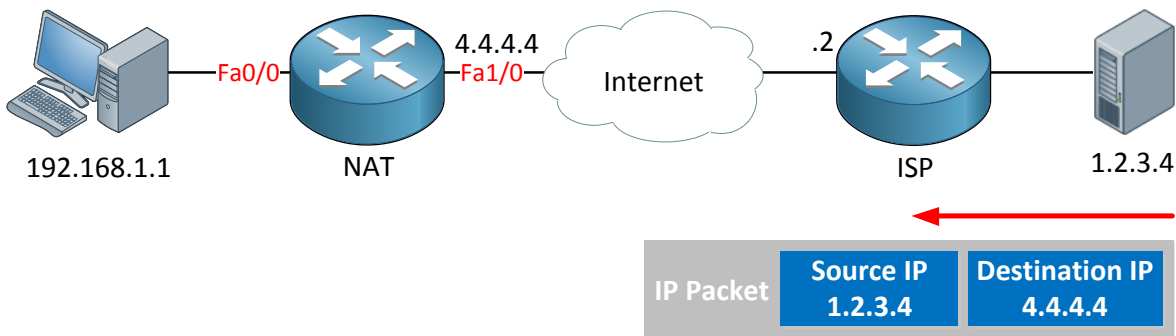 4.4.4.4
.2
Fa0/0
Fa1/0
Internet
192.168.1.1
NAT
ISP
1.2.3.4
IP Packet
Source IP
1.2.3.4
Destination IP
4.4.4.4